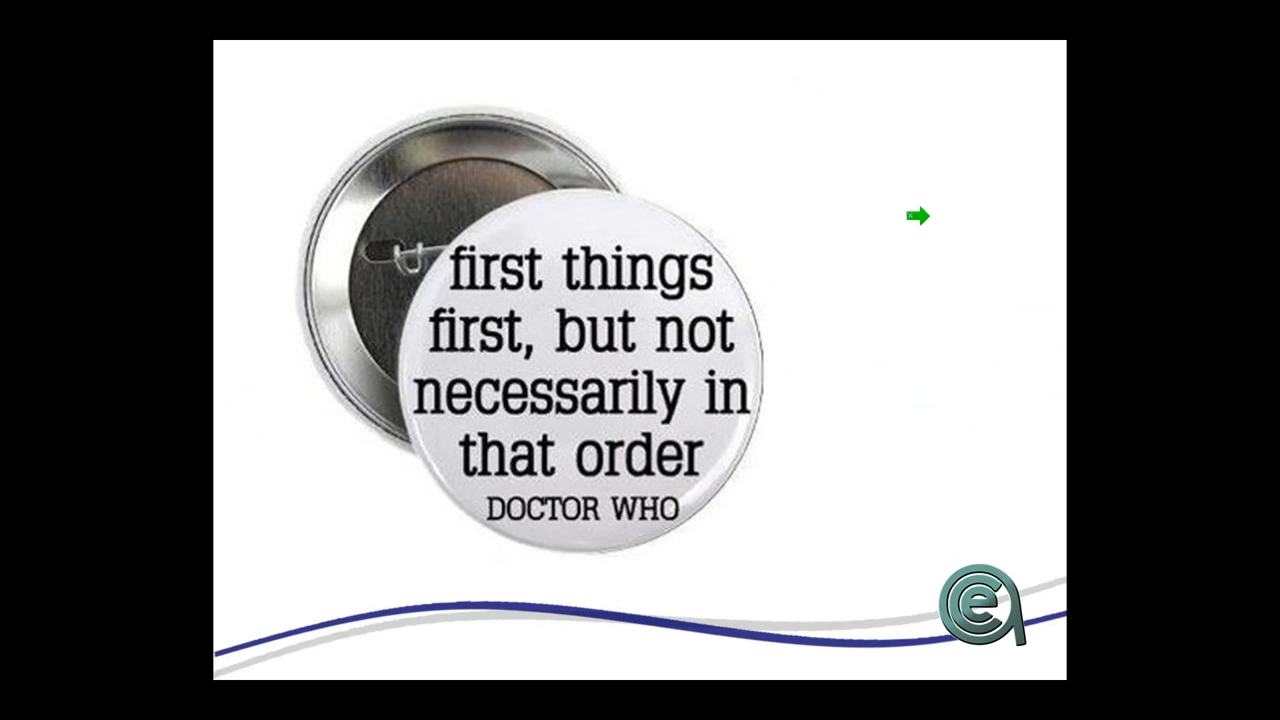 first things
first, but not
necessarily in
that order
DOCTOR WHO